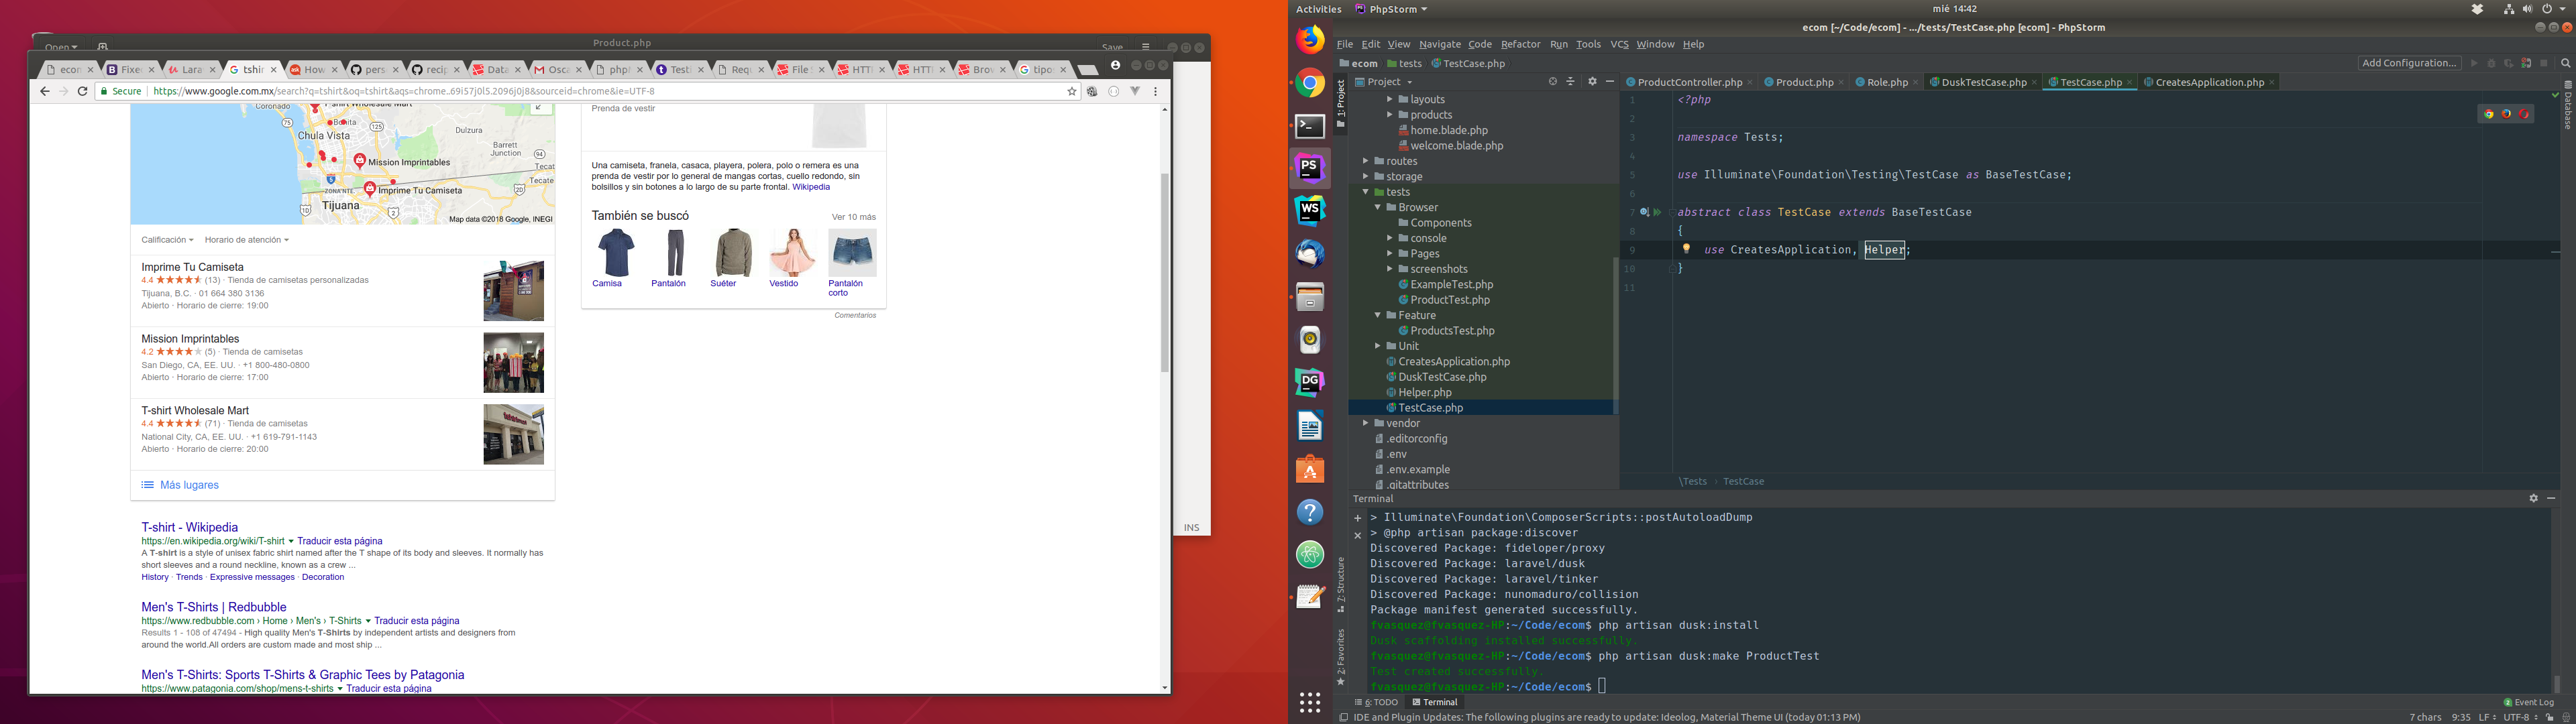 Open
Product.php
Save
ecom
Fixe
Lara
tshir
How
pers
recip
Data
Osca
php
Testi
Requ
File
HTT
HTT
Brow
tipo
Secure
https://www.google.com.mx/search?q=tshirt&oq=tshirt&aqs=chrome..69i57j0l5.2096j0j8&sourceid=chrome&ie=UTF-8
Coronado
T-shirt Wholesale Mart
Bonita
Chula Vista
Dulzura
Barrett
Junction
Mission Imprintables
Tecat
Tecate
ZONA NTE.
Imprime Tu Camiseta
Tijuana
Map data ©2018 Google, INEGI
Calificación
Horario de atención
Imprime Tu Camiseta
4.4 (13) · Tienda de camisetas personalizadas
Tijuana, B.C. · 01 664 380 3136
Abierto · Horario de cierre: 19:00
Mission Imprintables
4.2 (5) · Tienda de camisetas
San Diego, CA, EE. UU. · +1 800-480-0800
Abierto · Horario de cierre: 17:00
T-shirt Wholesale Mart
4.4 (71) · Tienda de camisetas
National City, CA, EE. UU. · +1 619-791-1143
Abierto · Horario de cierre: 20:00
Más lugares
T-shirt - Wikipedia
https://en.wikipedia.org/wiki/T-shirt Traducir esta página
A T-shirt is a style of unisex fabric shirt named after the T shape of its body and sleeves. It normally has
short sleeves and a round neckline, known as a crew ...
History · Trends · Expressive messages · Decoration
Men's T-Shirts | Redbubble
https://www.redbubble.com › Home › Men's › T-Shirts Traducir esta página
Results 1 - 108 of 47494 - High quality Men's T-Shirts by independent artists and designers from
around the world.All orders are custom made and most ship ...
Men's T-Shirts: Sports T-Shirts & Graphic Tees by Patagonia
https://www.patagonia.com/shop/mens-t-shirts Traducir esta página
Prenda de vestir
Una camiseta, franela, casaca, playera, polera, polo o remera es una
prenda de vestir por lo general de mangas cortas, cuello redondo, sin
bolsillos y sin botones a lo largo de su parte frontal. Wikipedia
También se buscó
Ver 10 más
Camisa
Pantalón
Suéter
Vestido
Pantalón
corto
Comentarios
INS
Activities
PhpStorm
mié 14:42
ecom [~/Code/ecom] - .../tests/TestCase.php [ecom] - PhpStorm
File Edit View Navigate Code Refactor Run Tools VCS Window Help
ecom
tests
TestCase.php
Add Configuration...
1: Project
Project
layouts
products
home.blade.php
welcome.blade.php
routes
storage
tests
Browser
Components
console
Pages
screenshots
ExampleTest.php
ProductTest.php
Feature
ProductsTest.php
Unit
CreatesApplication.php
DuskTestCase.php
Helper.php
TestCase.php
vendor
.editorconfig
.env
.env.example
.gitattributes
ProductController.php
Product.php
Role.php
DuskTestCase.php
TestCase.php
CreatesApplication.php
Database
1 <?php
2
3 namespace Tests;
4
5 use Illuminate\Foundation\Testing\TestCase as BaseTestCase;
6
7 abstract class TestCase extends BaseTestCase
8 {
9 use CreatesApplication, Helper;
10 }
11
\Tests › TestCase
Terminal
> Illuminate\Foundation\ComposerScripts::postAutoloadDump
> @php artisan package:discover
Discovered Package: fideloper/proxy
Discovered Package: laravel/dusk
Discovered Package: laravel/tinker
Discovered Package: nunomaduro/collision
Package manifest generated successfully.
fvasquez@fvasquez-HP:~/Code/ecom$ php artisan dusk:install
Dusk scaffolding installed successfully.
fvasquez@fvasquez-HP:~/Code/ecom$ php artisan dusk:make ProductTest
Test created successfully.
fvasquez@fvasquez-HP:~/Code/ecom$
7: Structure
2: Favorites
6: TODO
Terminal
Event Log
IDE and Plugin Updates: The following plugins are ready to update: Ideolog, Material Theme UI (today 01:13 PM)
7 chars
9:35
LF
UTF-8